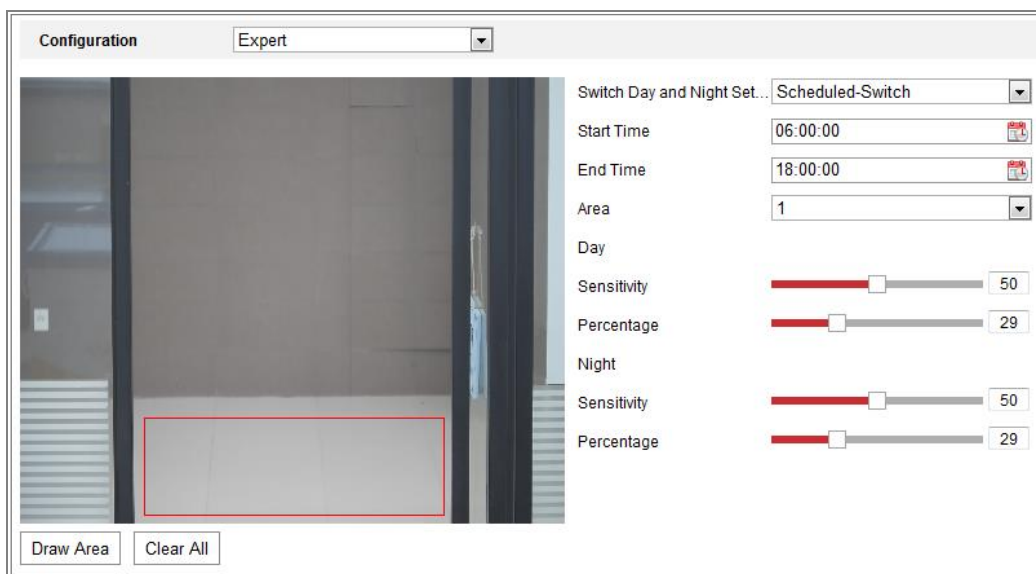 Configuration Expert
Switch Day and Night Set... Scheduled-Switch
Start Time 06:00:00
End Time 18:00:00
Area 1
Day
Sensitivity 50
Percentage 29
Night
Sensitivity 50
Percentage 29
Draw Area Clear All